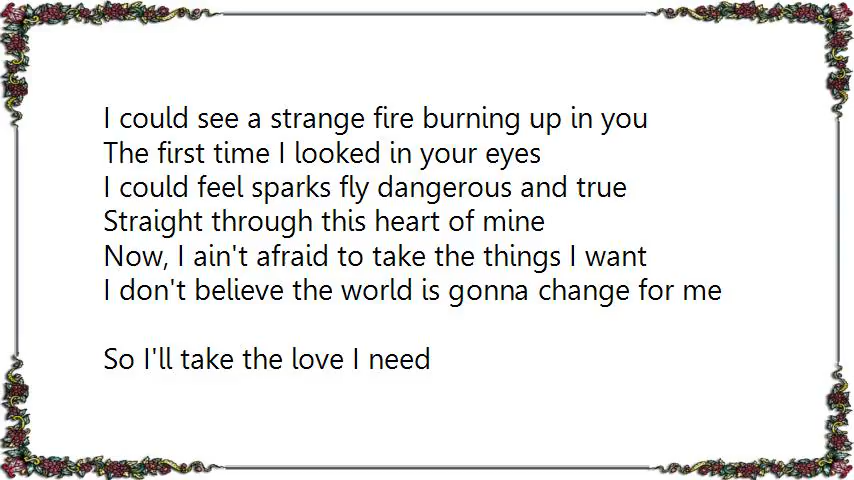 I could see a strange fire burning up in you
The first time I looked in your eyes
I could feel sparks fly dangerous and true
Straight through this heart of mine
Now, I ain't afraid to take the things I want
I don't believe the world is gonna change for me
So I'll take the love I need